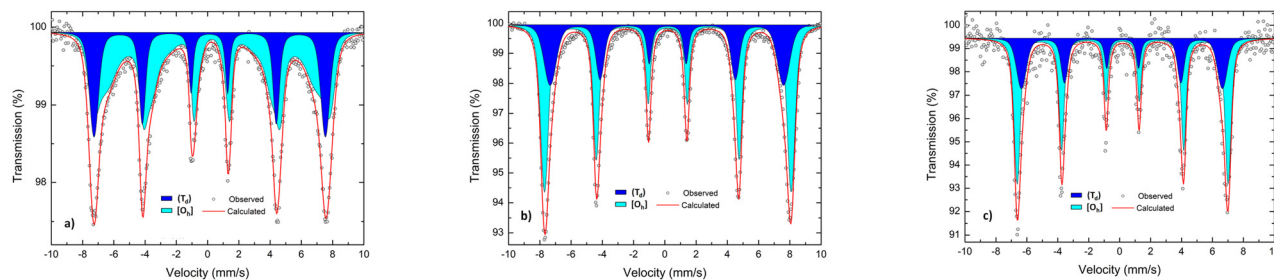 100
99
98
Transmission (%)
-10 -8 -6 -4 -2 0 2 4 6 8 10
Velocity (mm/s)
(Td) Observed
[Oh] Calculated
a)
100
99
98
97
96
95
94
93
Transmission (%)
-10 -8 -6 -4 -2 0 2 4 6 8 10
Velocity (mm/s)
(Td) Observed
[Oh] Calculated
b)
100
99
98
97
96
95
94
93
92
91
Transmission (%)
-10 -8 -6 -4 -2 0 2 4 6 8 10
Velocity (mm/s)
(Td) Observed
[Oh] Calculated
c)